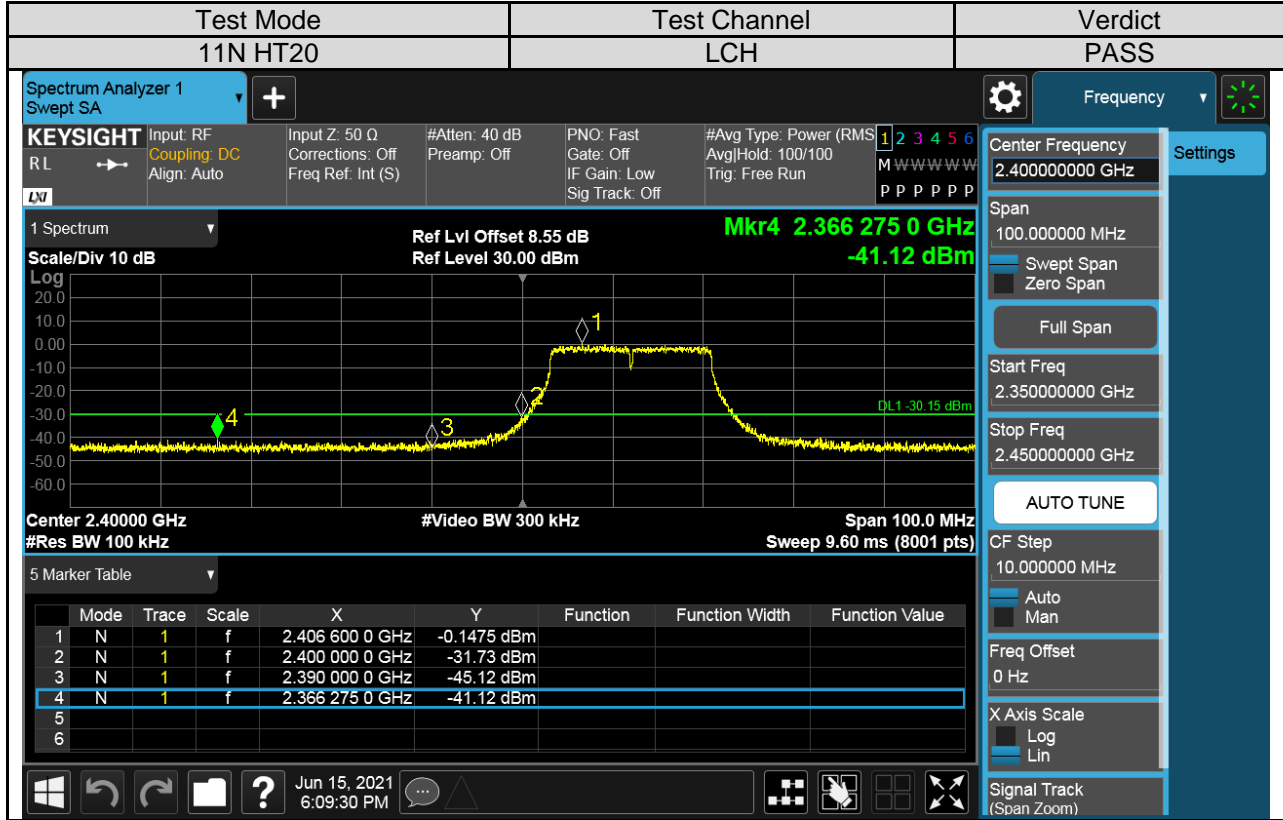 Test Mode Test Channel Verdict
11N HT20 LCH PASS
Spectrum Analyzer 1
Swept SA
Frequency
KEYSIGHT Input: RF Input Z: 50 Ω #Atten: 40 dB PNO: Fast #Avg Type: Power (RMS 1 2 3 4 5 6
RL Coupling: DC Corrections: Off Preamp: Off Gate: Off Avg|Hold: 100/100 M W W W W W
Align: Auto Freq Ref: Int (S) IF Gain: Low Trig: Free Run
LXI Sig Track: Off P P P P P P
1 Spectrum
Ref Lvl Offset 8.55 dB
Mkr4 2.366 275 0 GHz
Scale/Div 10 dB Ref Level 30.00 dBm -41.12 dBm
Log
20.0
10.0
0.00
-10.0
-20.0
-30.0
-40.0
-50.0
-60.0
1
2
3
4
DL1 -30.15 dBm
Center 2.40000 GHz #Video BW 300 kHz Span 100.0 MHz
#Res BW 100 kHz Sweep 9.60 ms (8001 pts)
5 Marker Table
Mode Trace Scale X Y Function Function Width Function Value
1 N 1 f 2.406 600 0 GHz -0.1475 dBm
2 N 1 f 2.400 000 0 GHz -31.73 dBm
3 N 1 f 2.390 000 0 GHz -45.12 dBm
4 N 1 f 2.366 275 0 GHz -41.12 dBm
5
6
Center Frequency
2.400000000 GHz
Settings
Span
100.000000 MHz
Swept Span
Zero Span
Full Span
Start Freq
2.350000000 GHz
Stop Freq
2.450000000 GHz
AUTO TUNE
CF Step
10.000000 MHz
Auto
Man
Freq Offset
0 Hz
X Axis Scale
Log
Lin
Signal Track
(Span Zoom)
?
Jun 15, 2021
6:09:30 PM